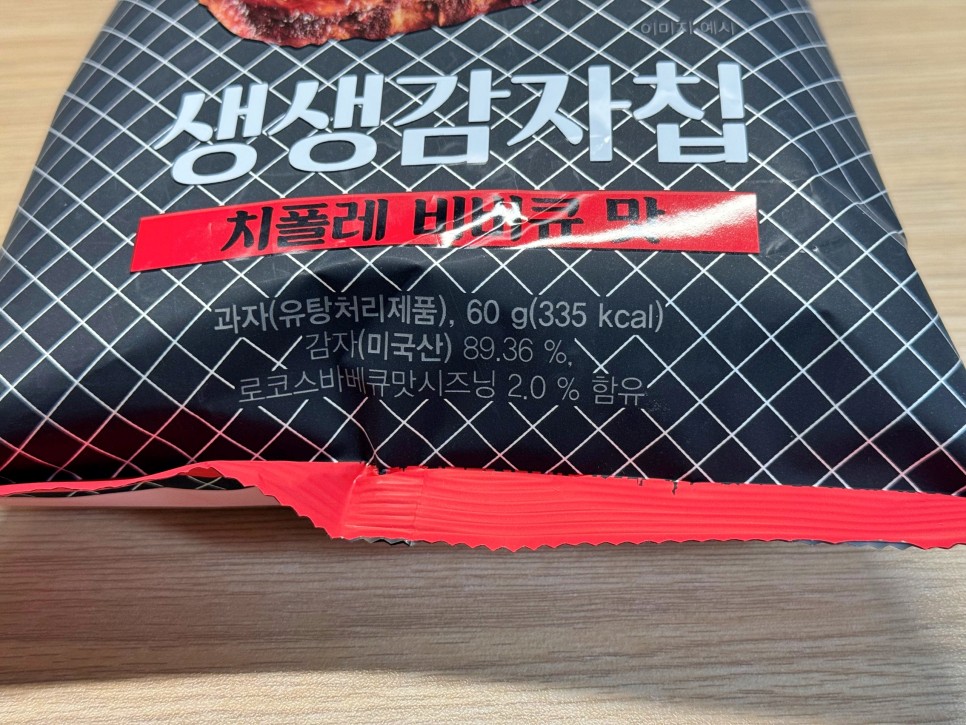 이미지 예시
생생감자칩
치폴레 바비큐 맛
과자(유탕처리제품), 60 g(335 kcal)
감자(미국산) 89.36 %,
로코스바베큐맛시즈닝 2.0 % 함유